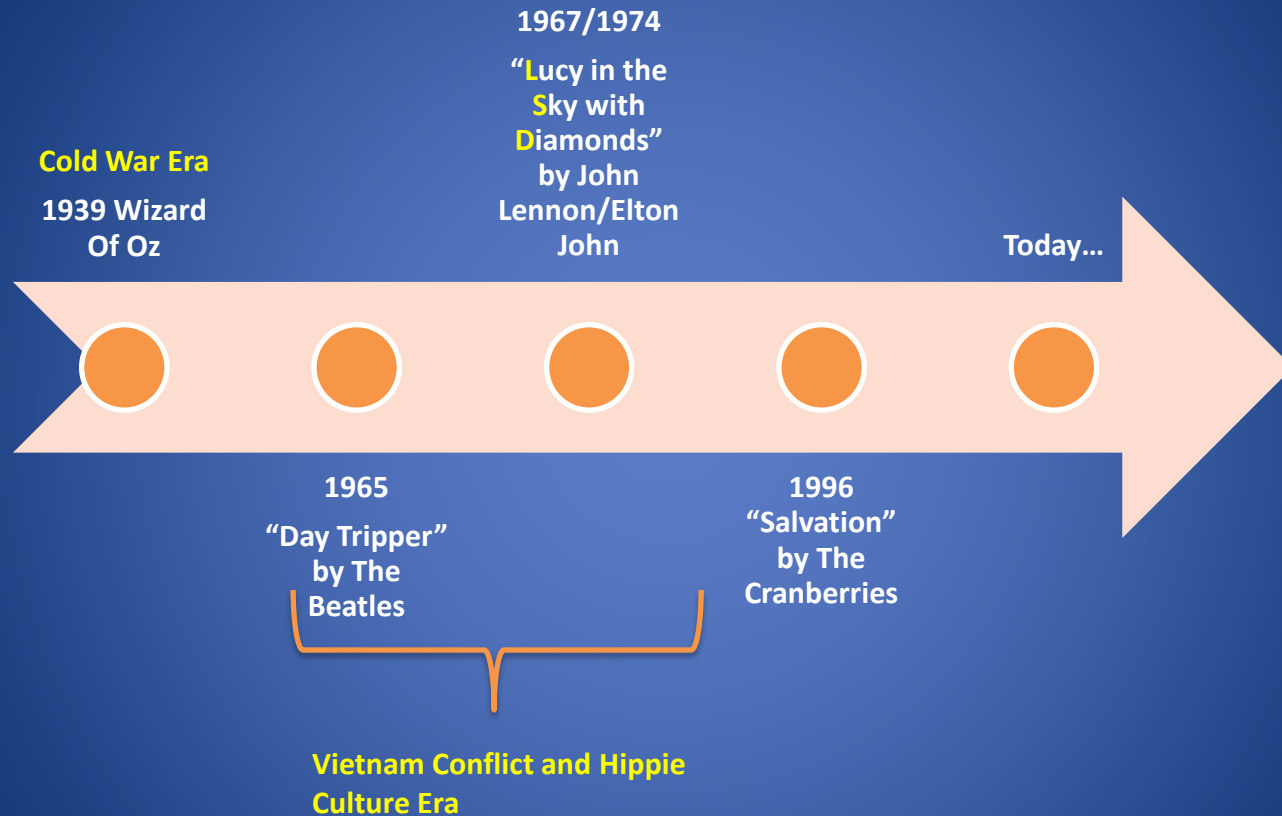 Cold War Era
1939 Wizard
Of Oz
1965
“Day Tripper”
by The
Beatles
1967/1974
“Lucy in the
Sky with
Diamonds”
by John
Lennon/Elton
John
1996
“Salvation”
by The
Cranberries
Today…
Vietnam Conflict and Hippie
Culture Era